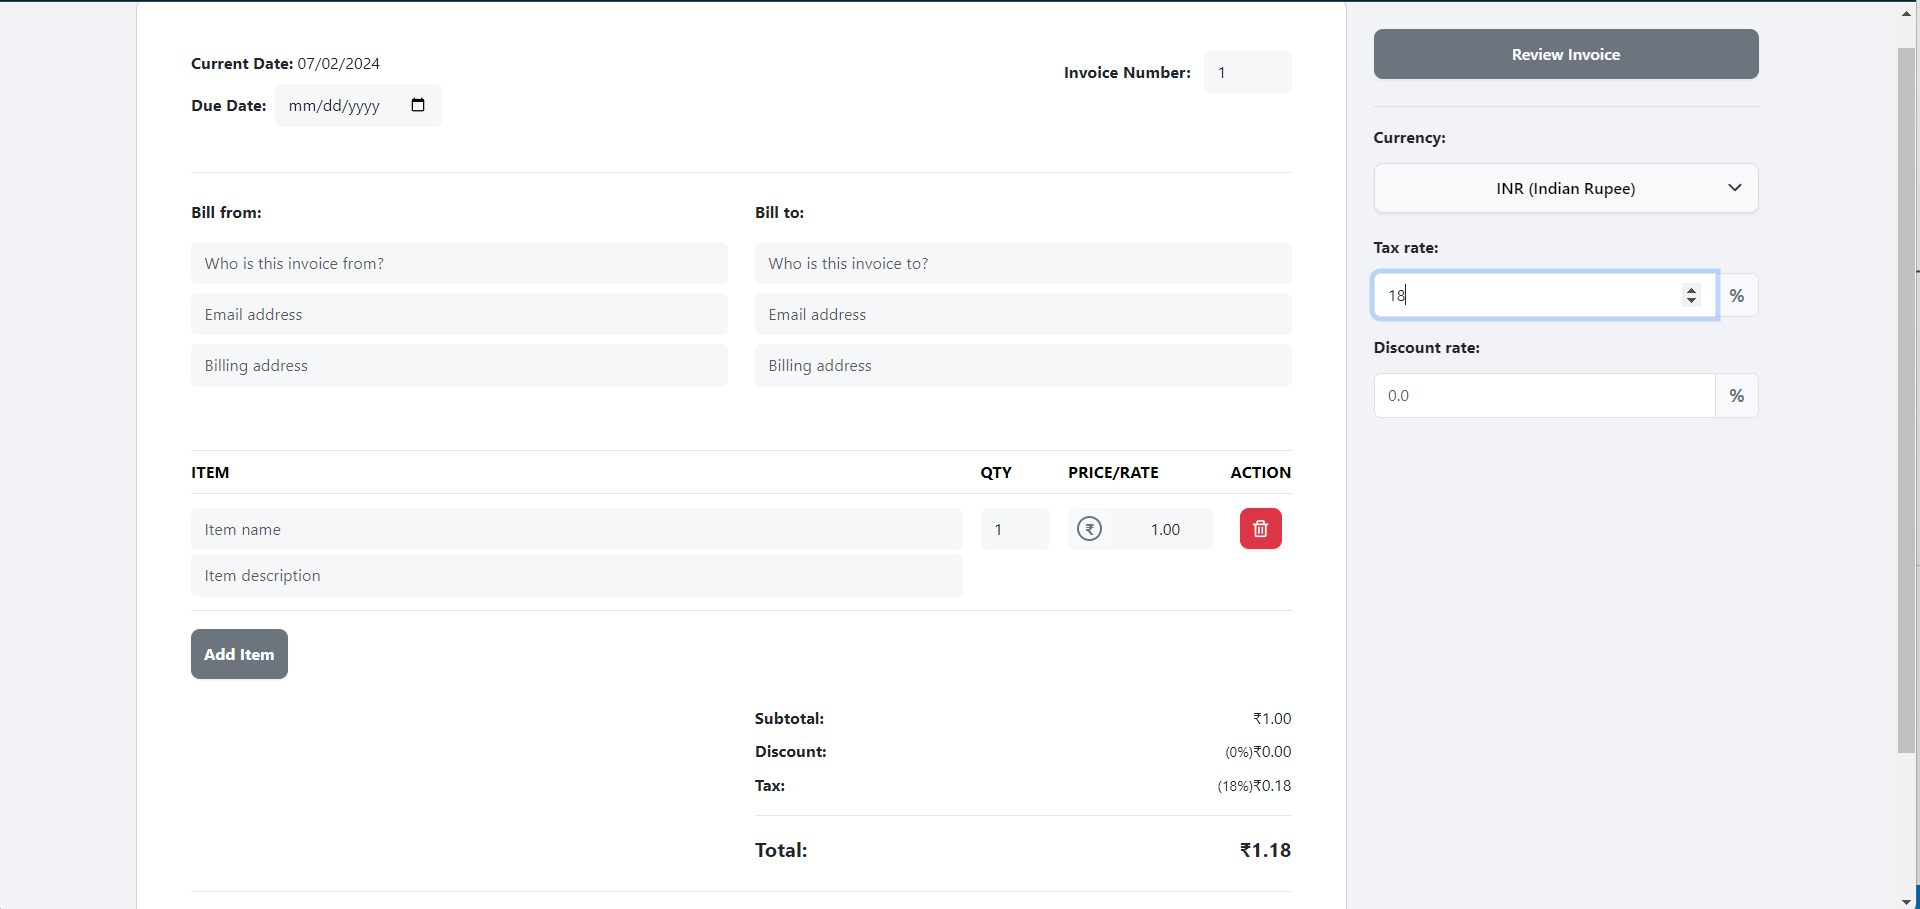 Current Date: 07/02/2024
Invoice Number: 1
Due Date: mm/dd/yyyy
Bill from:
Bill to:
Who is this invoice from?
Who is this invoice to?
Email address
Email address
Billing address
Billing address
ITEM QTY PRICE/RATE ACTION
Item name 1 ₹ 1.00
Item description
Add Item
Subtotal: ₹1.00
Discount: (0%)₹0.00
Tax: (18%)₹0.18
Total: ₹1.18
Review Invoice
Currency:
INR (Indian Rupee)
Tax rate:
18 %
Discount rate:
0.0 %